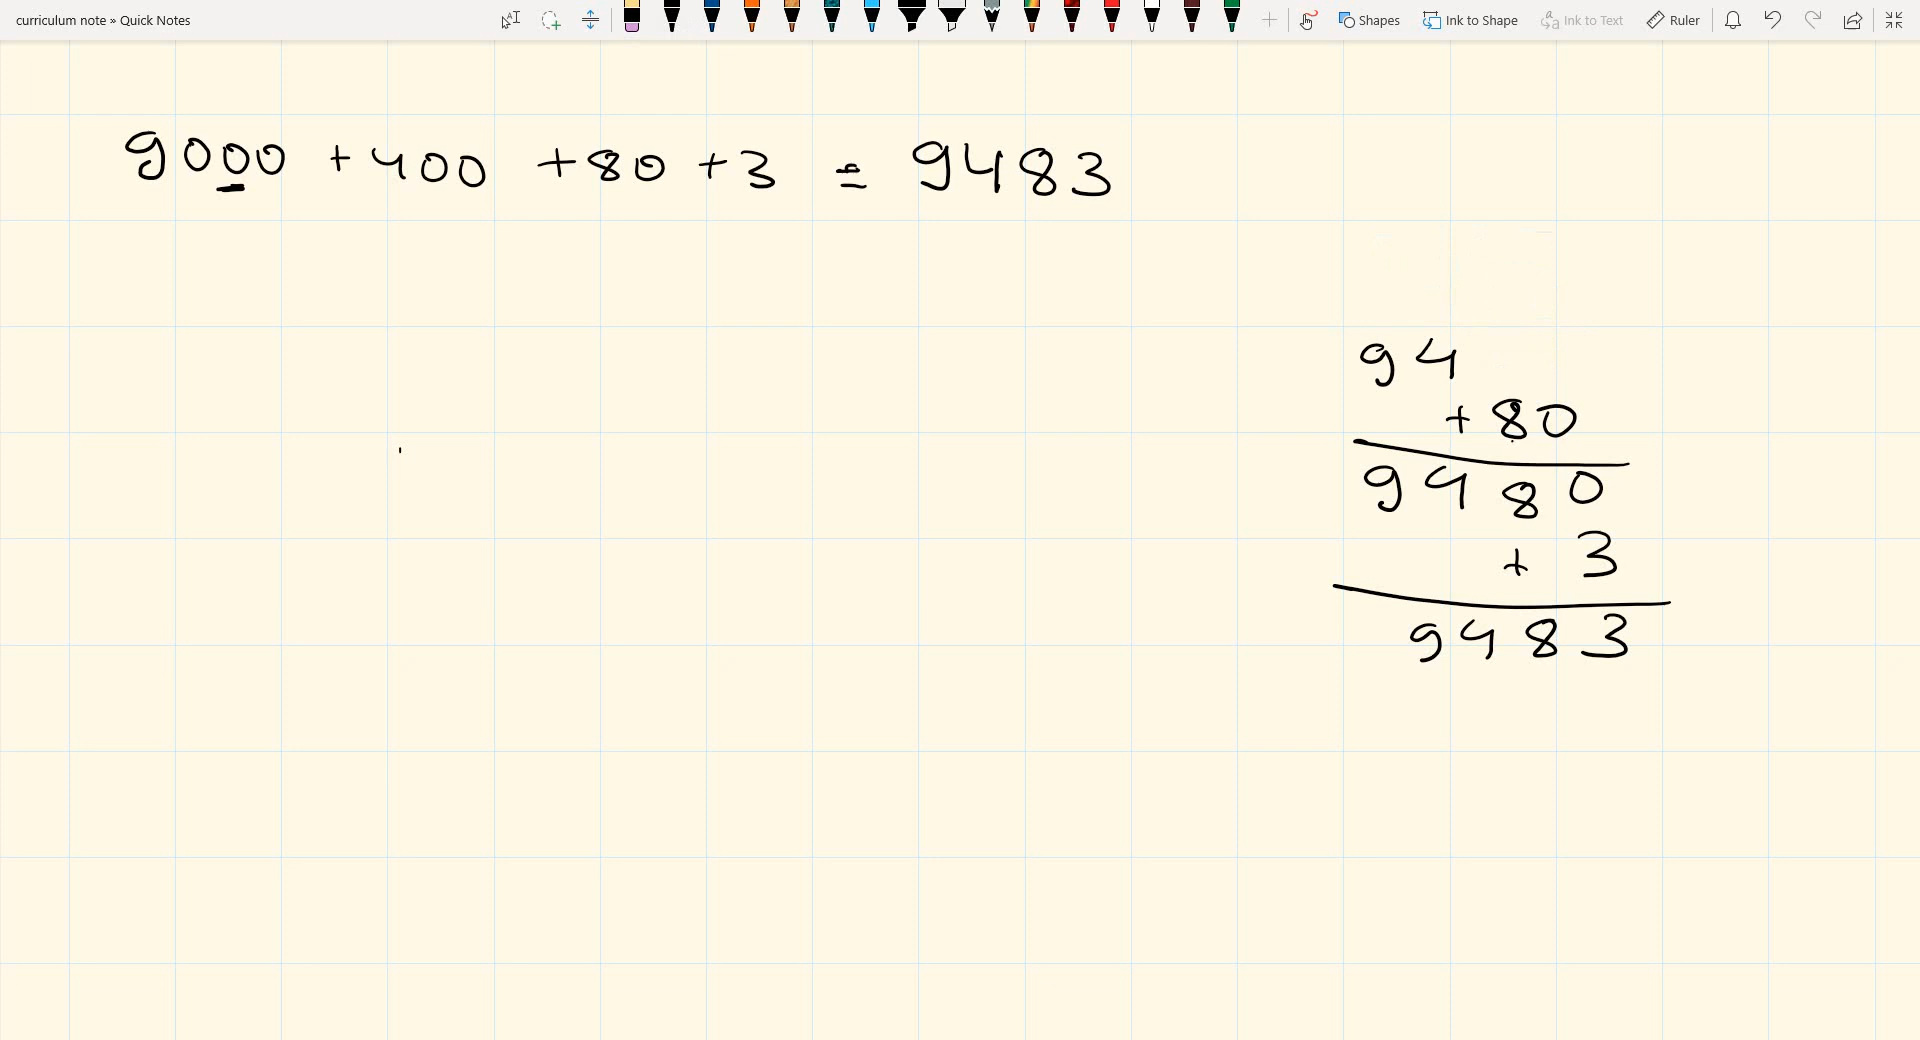 curriculum note » Quick Notes
Shapes Ink to Shape Ink to Text Ruler
9000 + 400 + 80 + 3 = 9483
94
+ 80
9480
+ 3
9483